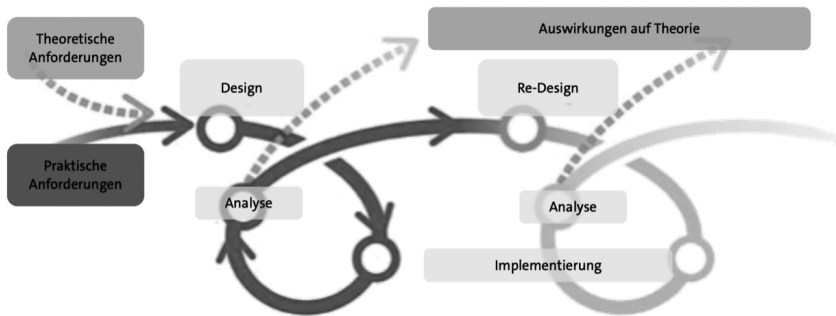 Theoretische
Anforderungen
Auswirkungen auf Theorie
Design
Re-Design
Praktische
Anforderungen
Analyse
Analyse
Implementierung